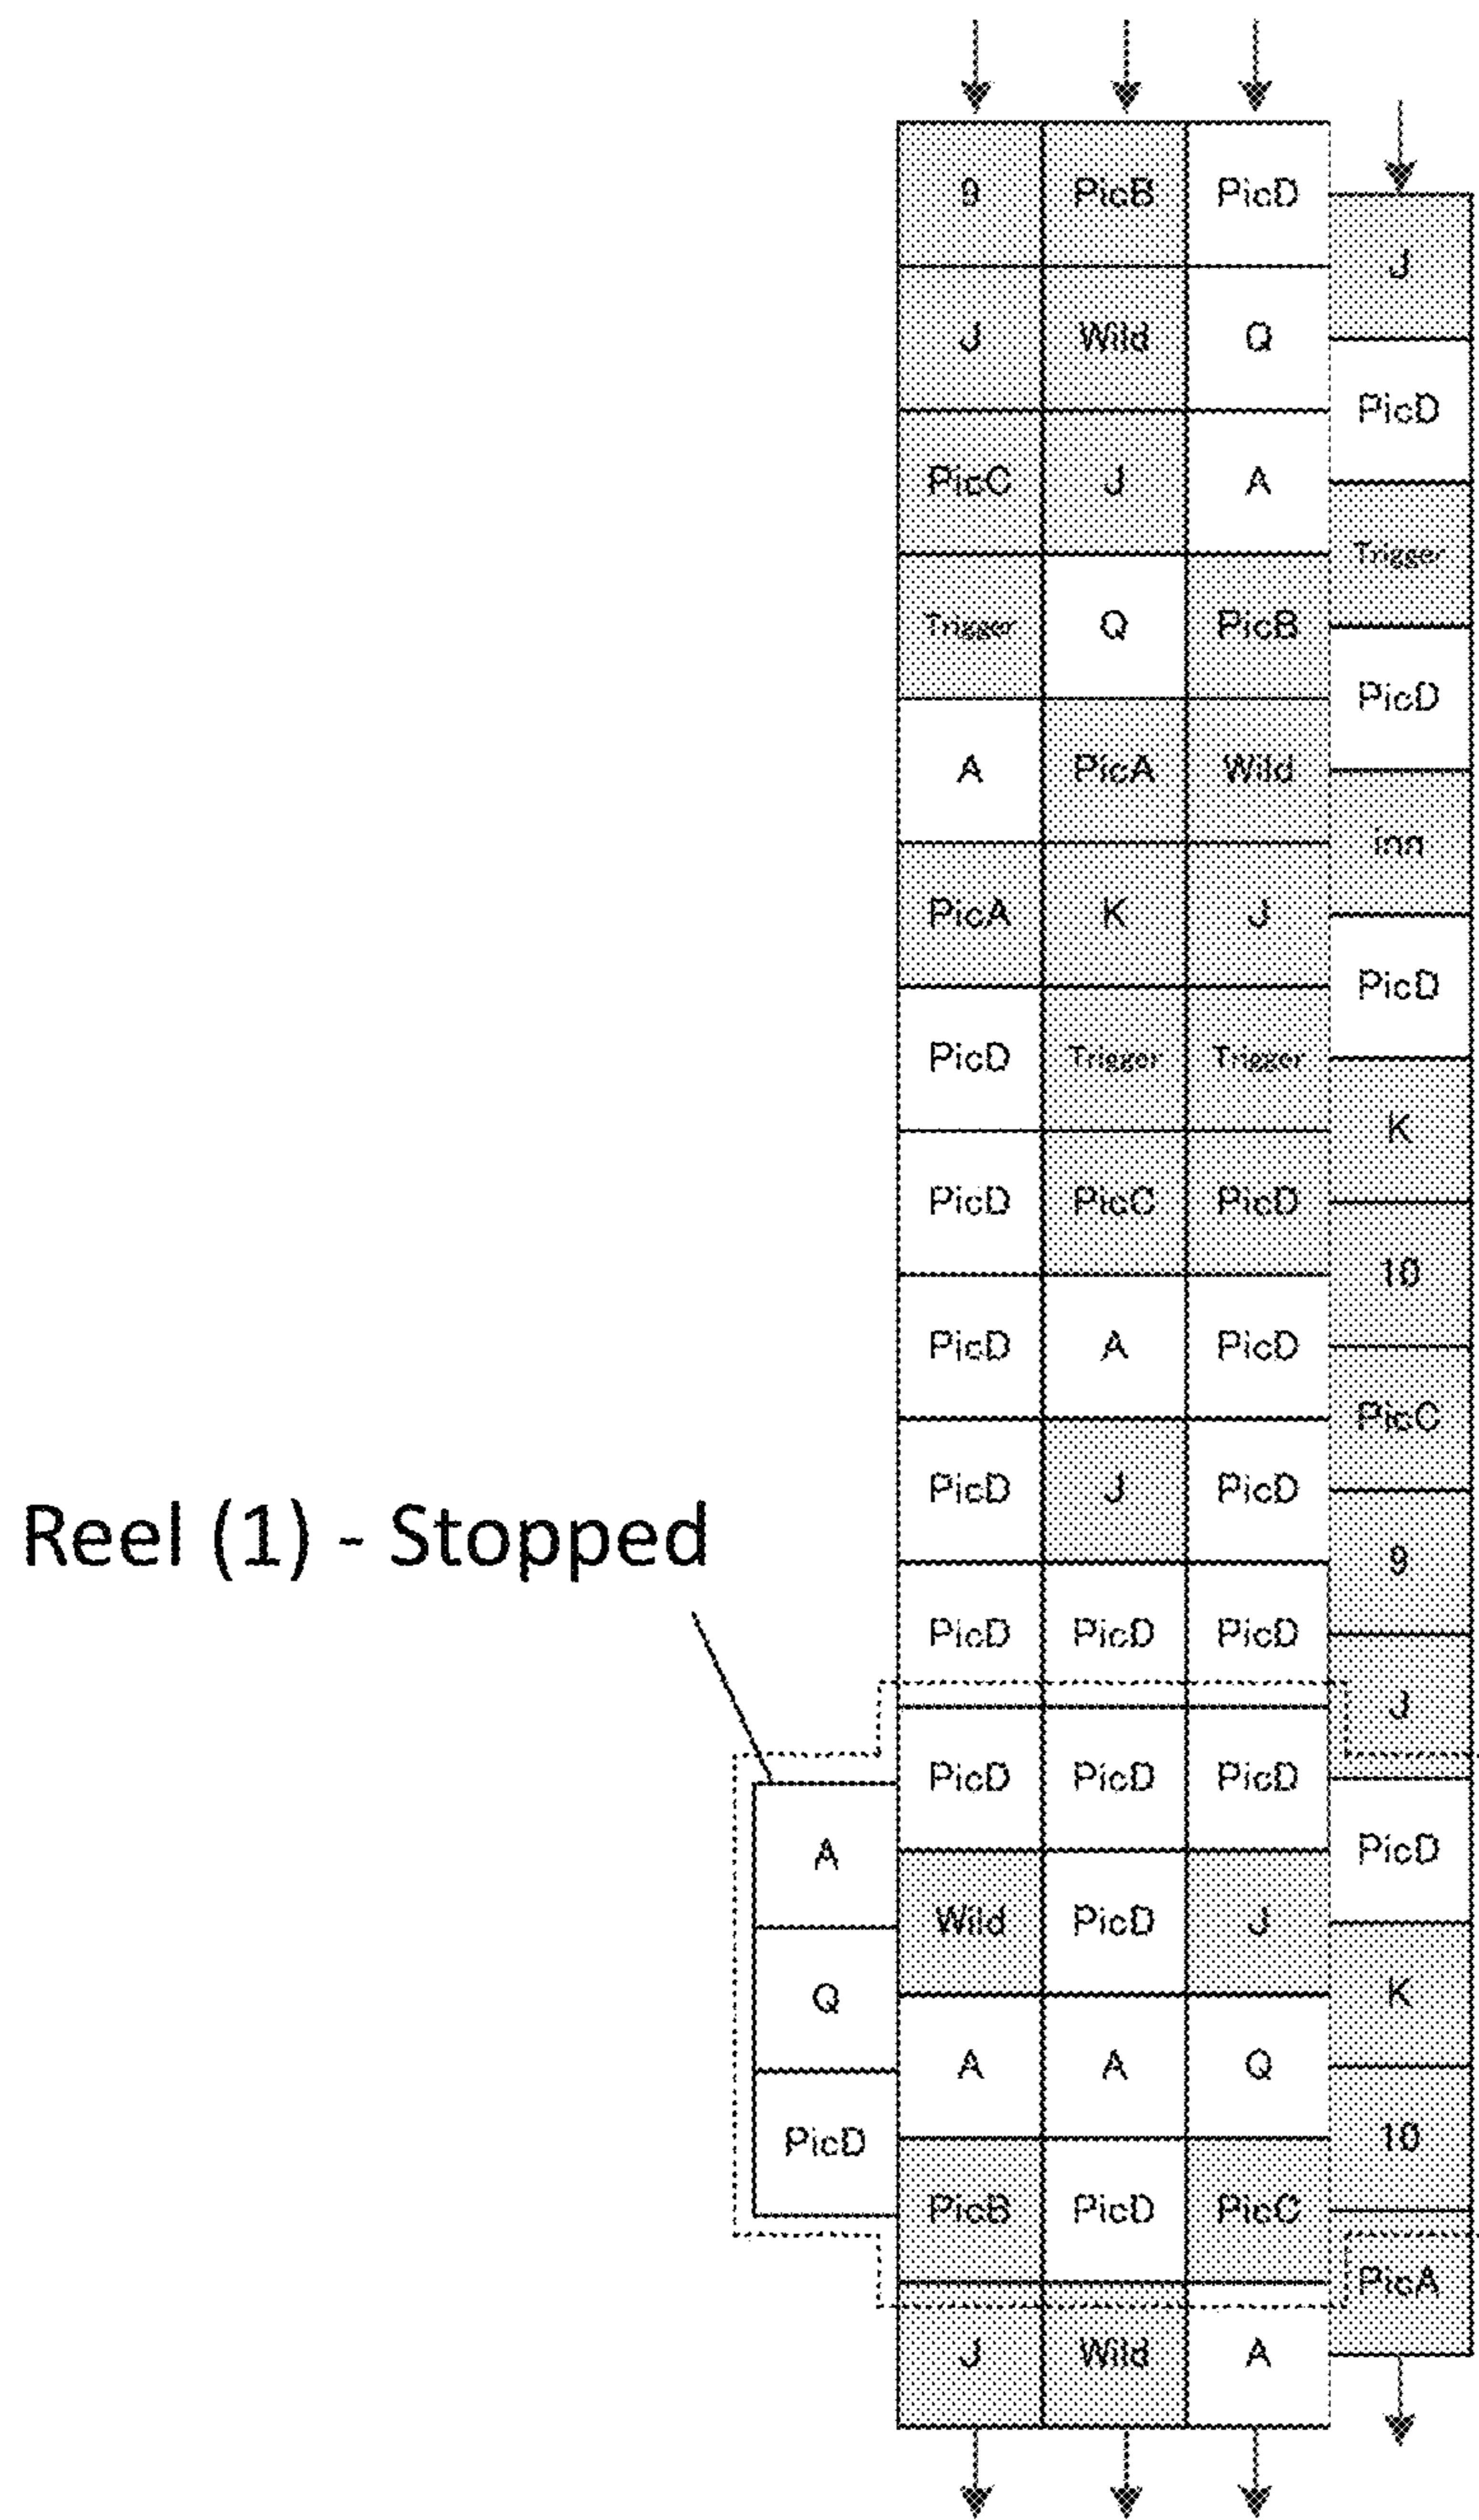 9 PicB PicD
J
J Wild Q
PicD
PicC J A
Trigger
Trigger Q PicB
PicD
A PicA Wild
inn
PicA K J
PicD
PicD Trigger Trigger
K
PicD PicC PicD
10
PicD A PicD
PicC
PicD J PicD
Reel (1) - Stopped
9
PicD PicD PicD
J
PicD PicD PicD
A PicD
Wild PicD J
Q K
A A Q
PicD 10
PicB PicD PicC
PicA
J Wild A